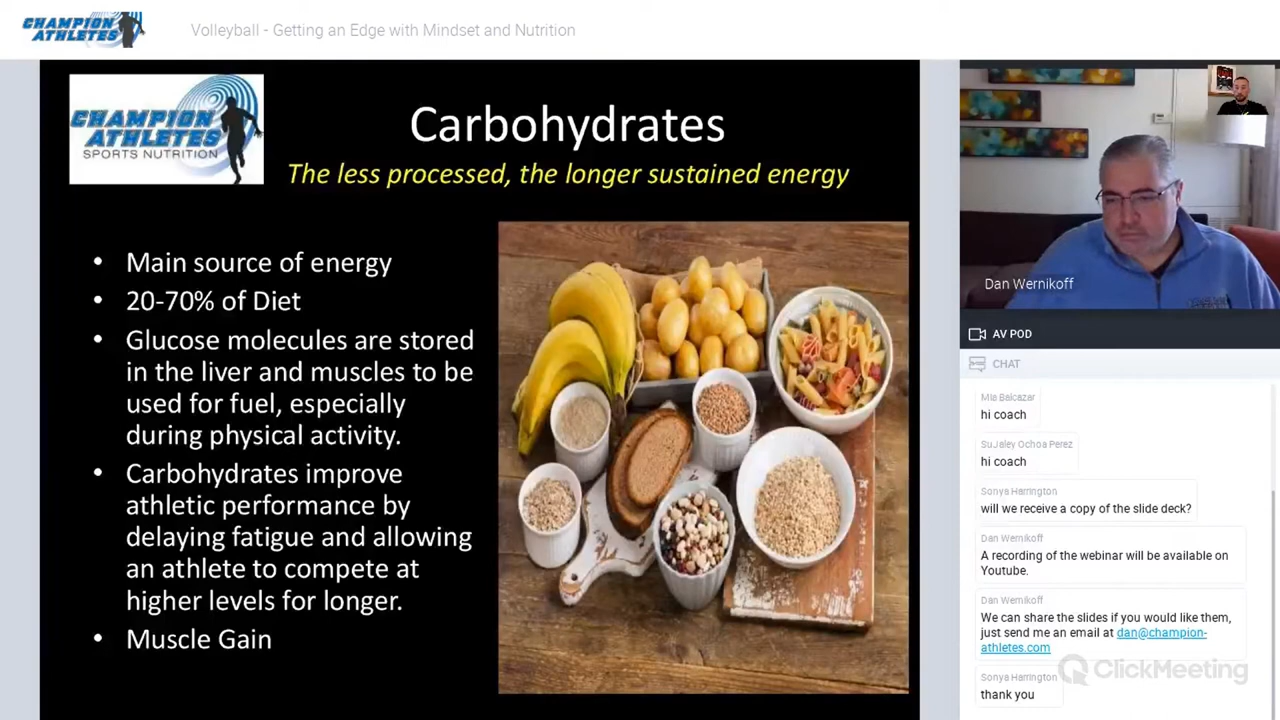 CHAMPION
ATHLETES
Volleyball - Getting an Edge with Mindset and Nutrition
CHAMPION
ATHLETES
SPORTS NUTRITION
Carbohydrates
The less processed, the longer sustained energy
• Main source of energy
• 20-70% of Diet
• Glucose molecules are stored
in the liver and muscles to be
used for fuel, especially
during physical activity.
• Carbohydrates improve
athletic performance by
delaying fatigue and allowing
an athlete to compete at
higher levels for longer.
• Muscle Gain
Dan Wernikoff
AV POD
CHAT
Mia Balcazar
hi coach
SuJaley Ochoa Perez
hi coach
Sonya Harrington
will we receive a copy of the slide deck?
Dan Wernikoff
A recording of the webinar will be available on
Youtube.
Dan Wernikoff
We can share the slides if you would like them,
just send me an email at dan@champion-
athletes.com
Sonya Harrington
thank you
ClickMeeting